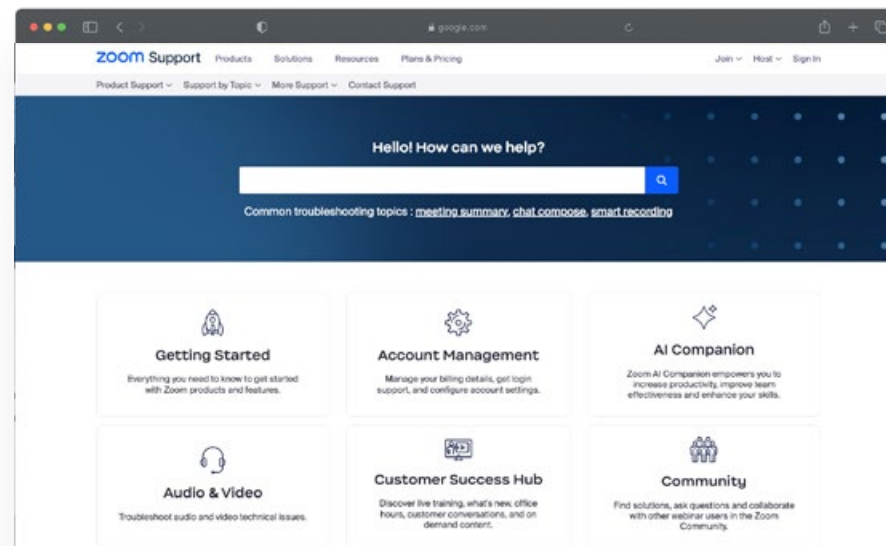 google.com
zoom Support Products Solutions Resources Plans & Pricing Join Host Sign In
Product Support Support by Topic More Support Contact Support
Hello! How can we help?
Common troubleshooting topics : meeting summary, chat compose, smart recording
Getting Started
Everything you need to know to get started
with Zoom products and features.
Account Management
Manage your billing details, get login
support, and configure account settings.
AI Companion
Zoom AI Companion empowers you to
increase productivity, improve team
effectiveness and enhance your skills.
Audio & Video
Troubleshoot audio and video technical issues.
Customer Success Hub
Discover live training, what's new, office
hours, customer conversations, and on
demand content.
Community
Find solutions, ask questions and collaborate
with other webinar users in the Zoom
Community.